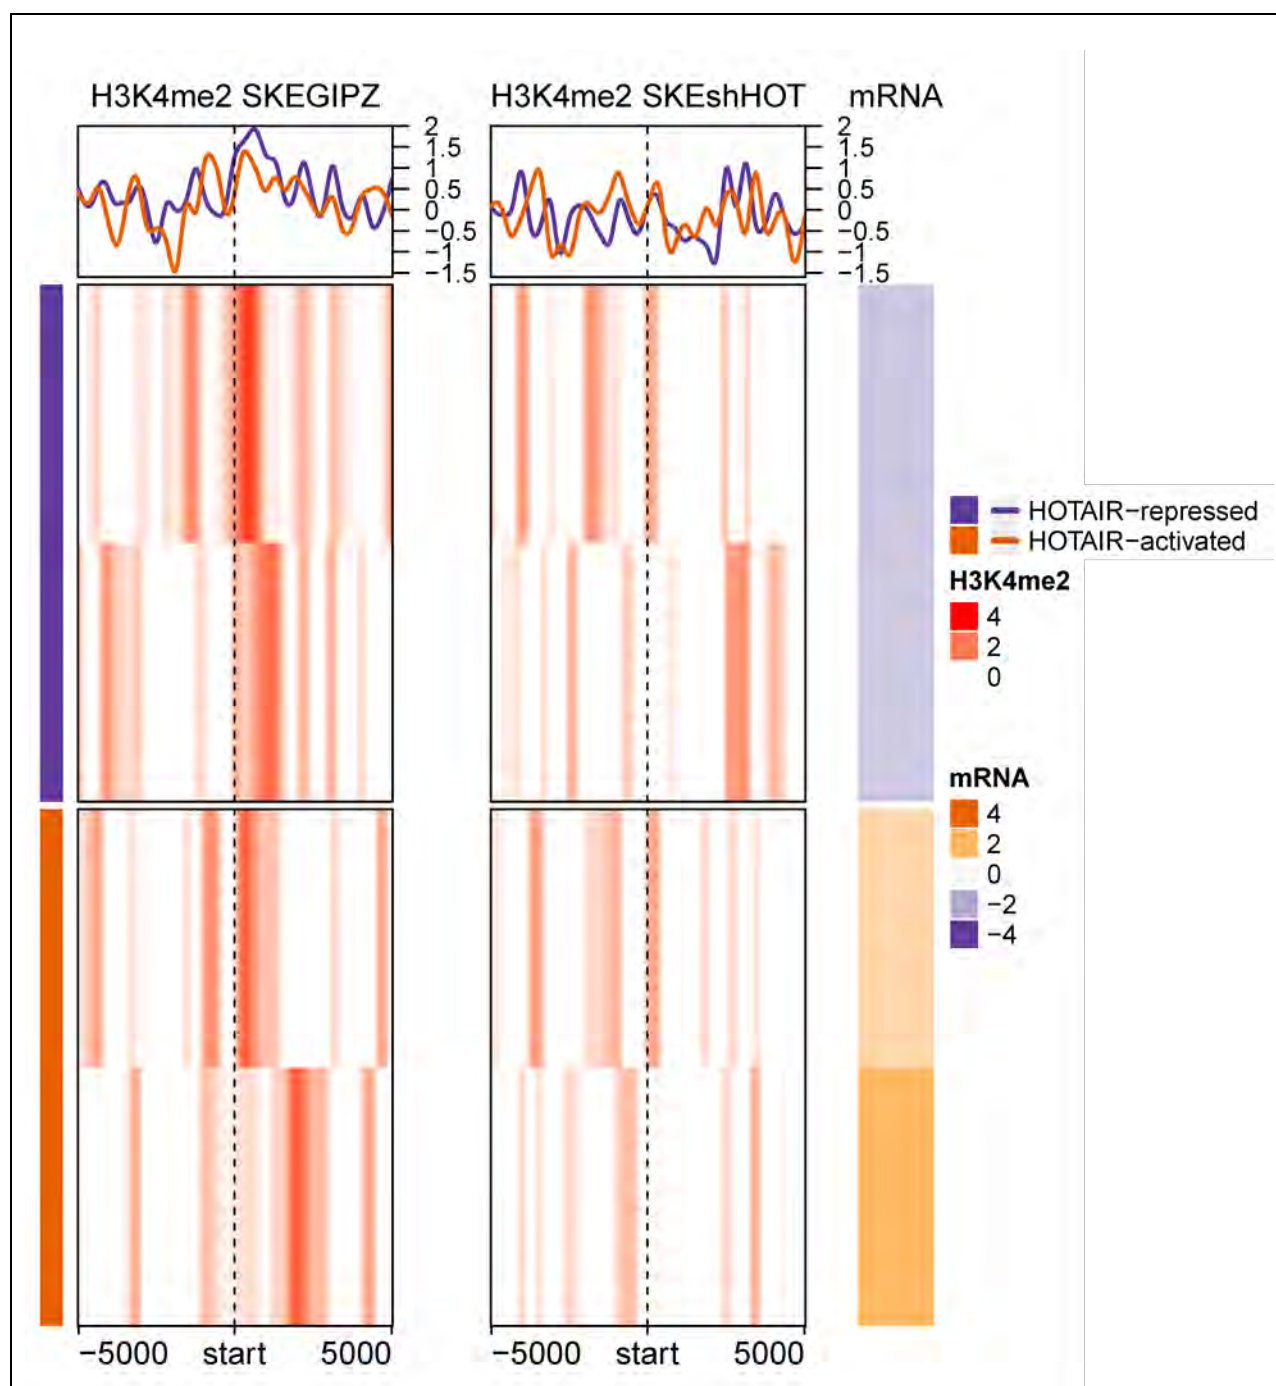 H3K4me2 SKEGIPZ
H3K4me2 SKEshHOT
mRNA
2
1.5
1
0.5
0
−0.5
−1
−1.5
2
1.5
1
0.5
0
−0.5
−1
−1.5
HOTAIR−repressed
HOTAIR−activated
H3K4me2
4
2
0
mRNA
4
2
0
−2
−4
−5000 start 5000
−5000 start 5000